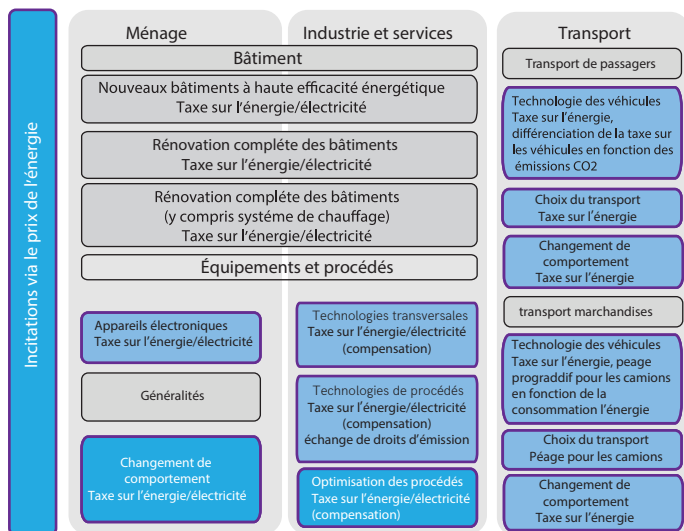 Incitations via le prix de l'énergie
Ménage
Industrie et services
Bâtiment
Nouveaux bâtiments à haute efficacité énergétique
Taxe sur l'énergie/électricité
Rénovation compléte des bâtiments
Taxe sur l'énergie/électricité
Rénovation compléte des bâtiments
(y compris systéme de chauffage)
Taxe sur l'énergie/électricité
Équipements et procédés
Appareils électroniques
Taxe sur l'énergie/électricité
Généralités
Changement de
comportement
Taxe sur l'énergie/électricité
Technologies transversales
Taxe sur l'énergie/électricité
(compensation)
Technologies de procédés
Taxe sur l'énergie/électricité
(compensation)
échange de droits d'émission
Optimisation des procédés
Taxe sur l'énergie/électricité
(compensation)
Transport
Transport de passagers
Technologie des véhicules
Taxe sur l'énergie,
différenciation de la taxe sur
les véhicules en fonction des
émissions CO2
Choix du transport
Taxe sur l'énergie
Changement de
comportement
Taxe sur l'énergie
transport marchandises
Technologie des véhicules
Taxe sur l'énergie, peage
prograddif pour les camions
en fonction de la
consommation l'énergie
Choix du transport
Péage pour les camions
Changement de
comportement
Taxe sur l'énergie